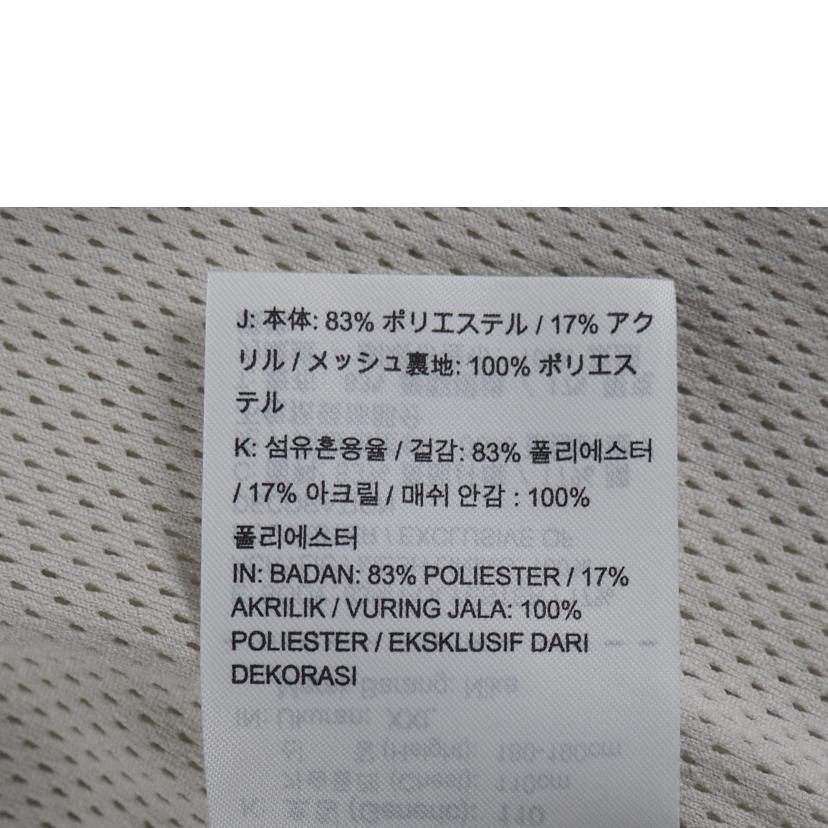 J: 本体: 83% ポリエステル / 17% アク
リル / メッシュ裏地: 100% ポリエス
テル
K: 섬유혼용율 / 겉감: 83% 폴리에스터
/ 17% 아크릴 / 매쉬 안감 : 100%
폴리에스터
IN: BADAN: 83% POLIESTER / 17%
AKRILIK / VURING JALA: 100%
POLIESTER / EKSKLUSIF DARI
DEKORASI